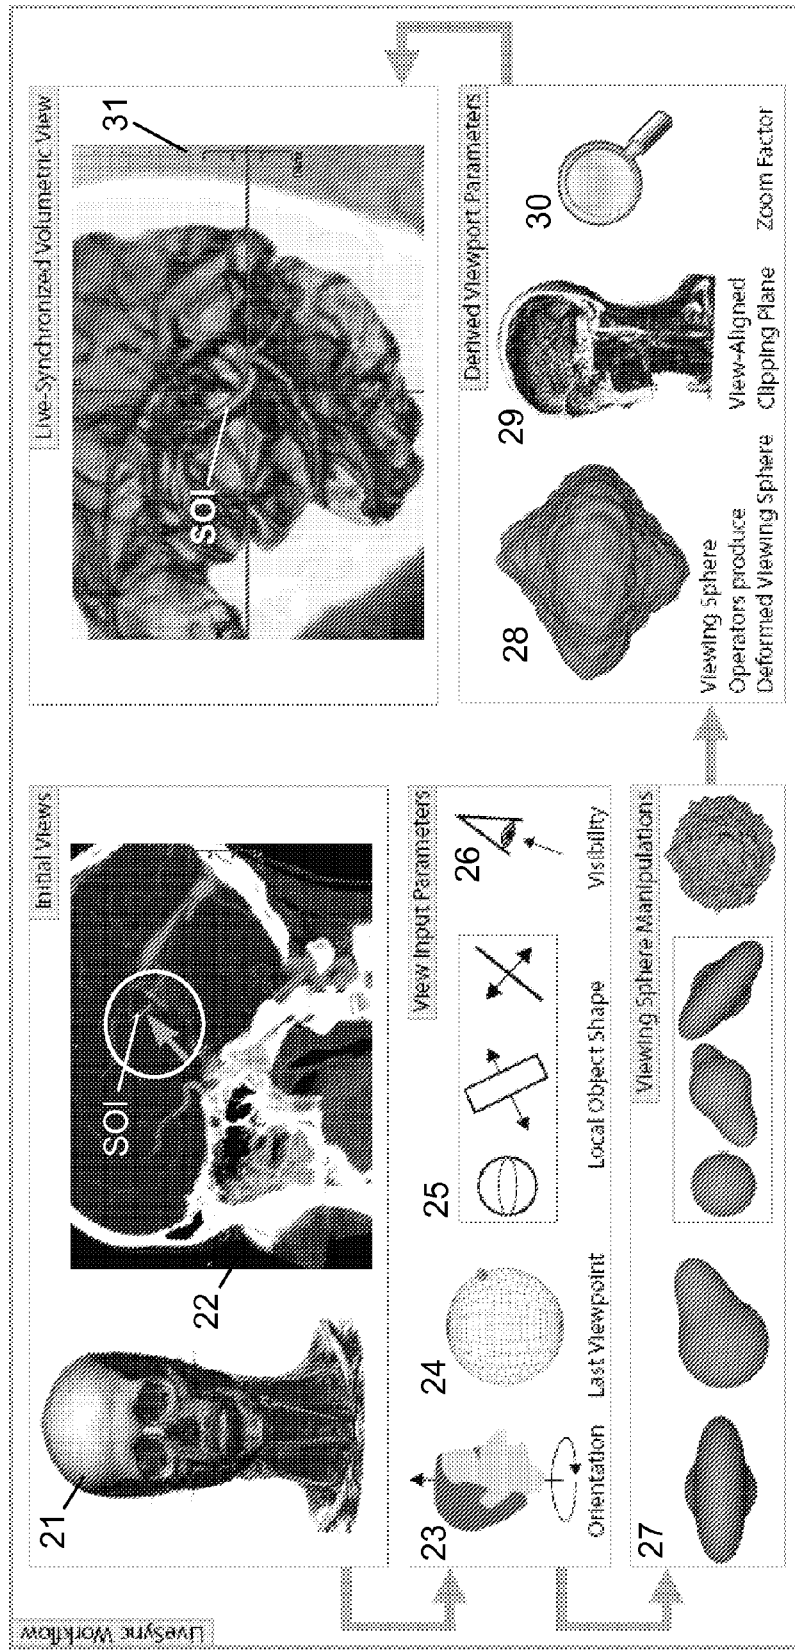 LiveSync Workflow
Initial Views
21
22
SOI
View Input Parameters
23
24
25
26
Orientation
Last Viewpoint
Local Object Shape
Visibility
Viewing Sphere Manipulations
27
Live-Synchronized Volumetric View
31
SOI
Derived Viewport Parameters
28
29
30
Viewing Sphere
Operators produce
Deformed Viewing Sphere
View-Aligned
Clipping Plane
Zoom Factor